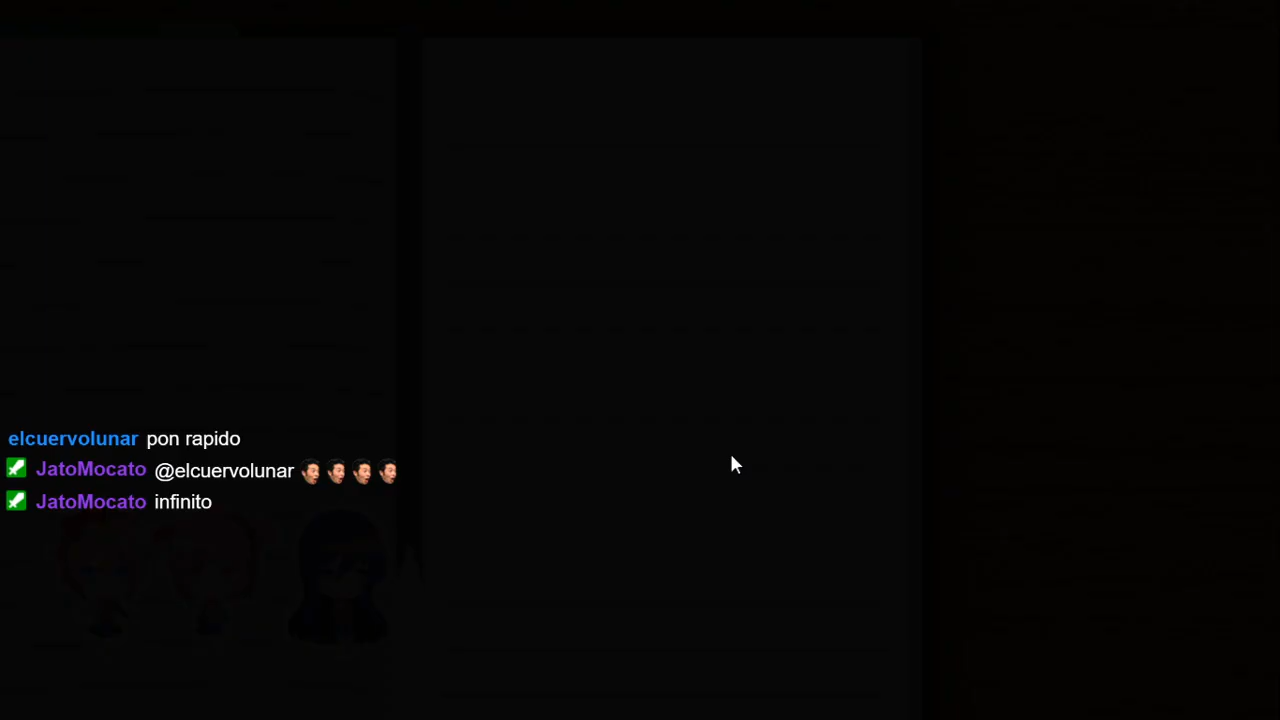 elcuervolunar pon rapido
JatoMocato @elcuervolunar
JatoMocato infinito